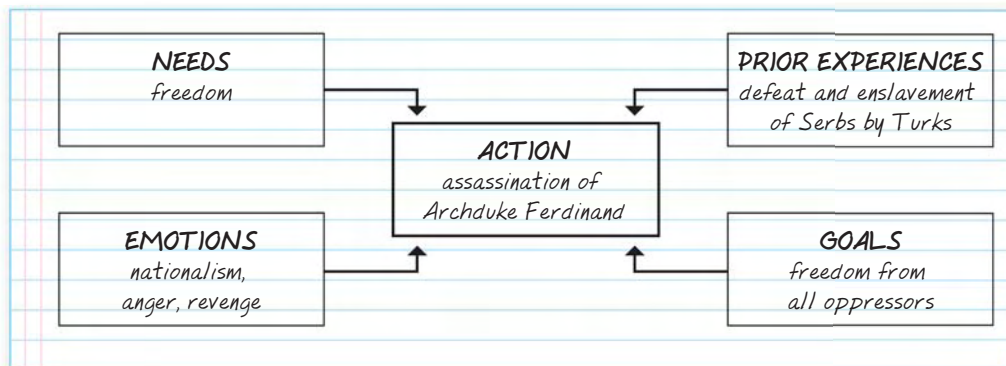 NEEDS
freedom
PRIOR EXPERIENCES
defeat and enslavement
of Serbs by Turks
ACTION
assassination of
Archduke Ferdinand
EMOTIONS
nationalism,
anger, revenge
GOALS
freedom from
all oppressors